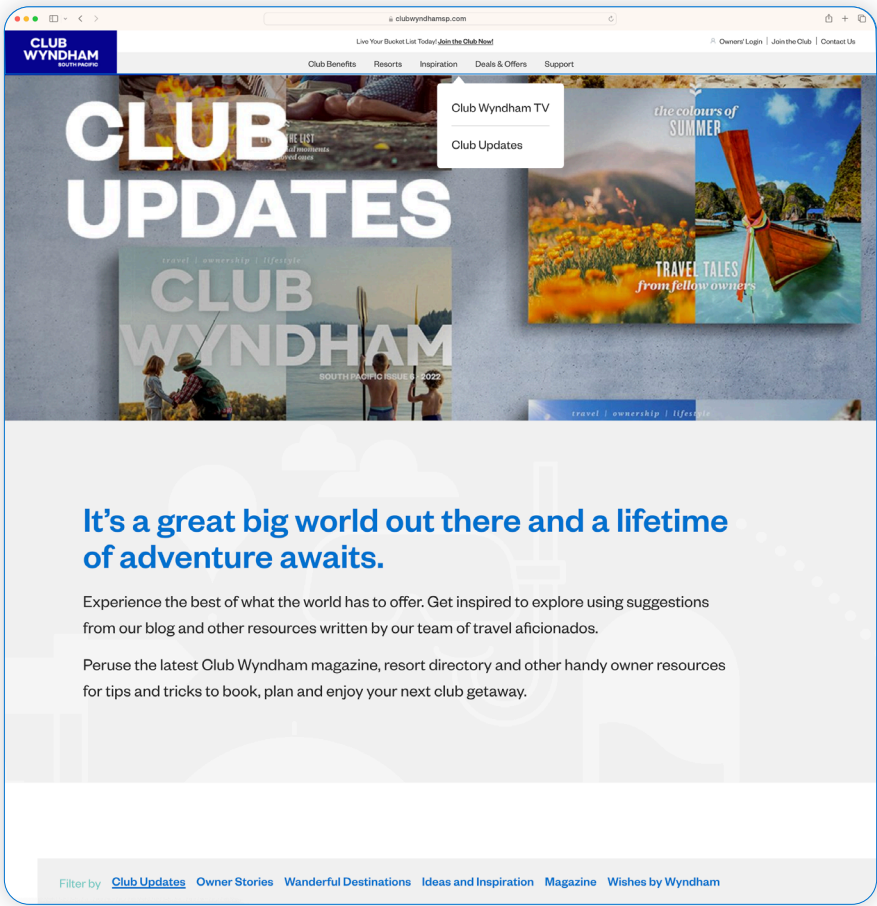 clubwyndhamsp.com
CLUB
WYNDHAM
SOUTH PACIFIC
Live Your Bucket List Today! Join the Club Now!
Owners' Login | Join the Club | Contact Us
Club Benefits Resorts Inspiration Deals & Offers Support
Club Wyndham TV
Club Updates
CLUB
UPDATES
THE LIST
moments
loved ones
the colours of
SUMMER
TRAVEL TALES
from fellow owners
travel | ownership | lifestyle
CLUB
WYNDHAM
SOUTH PACIFIC ISSUE 6 - 2022
travel | ownership | lifestyle
It's a great big world out there and a lifetime
of adventure awaits.
Experience the best of what the world has to offer. Get inspired to explore using suggestions
from our blog and other resources written by our team of travel aficionados.
Peruse the latest Club Wyndham magazine, resort directory and other handy owner resources
for tips and tricks to book, plan and enjoy your next club getaway.
Filter by Club Updates Owner Stories Wanderful Destinations Ideas and Inspiration Magazine Wishes by Wyndham